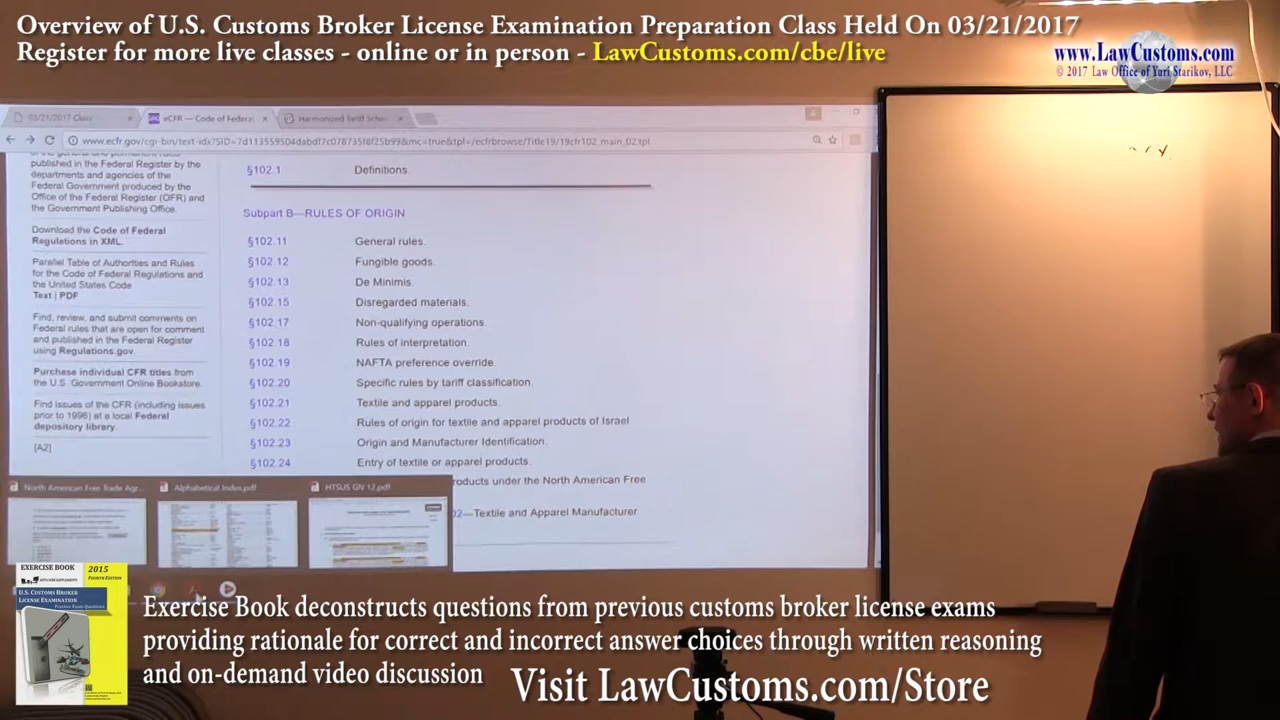 Overview of U.S. Customs Broker License Examination Preparation Class Held On 03/21/2017
Register for more live classes - online or in person - LawCustoms.com/cbe/live
www.LawCustoms.com
© 2017 Law Office of Yuri Starikov, LLC
03/21/2017 Class
eCFR — Code of Federa
Harmonized Tariff Sche
published in the Federal Register by the
departments and agencies of the
Federal Government produced by the
Office of the Federal Register (OFR) and
the Government Publishing Office.
Download the Code of Federal
Regulations in XML.
Parallel Table of Authorities and Rules
for the Code of Federal Regulations and
the United States Code
Text | PDF
Find, review, and submit comments on
Federal rules that are open for comment
and published in the Federal Register
using Regulations.gov.
Purchase individual CFR titles from
the U.S. Government Online Bookstore.
Find issues of the CFR (including issues
prior to 1996) at a local Federal
depository library.
[A2]
§102.1 Definitions.
Subpart B—RULES OF ORIGIN
§102.11 General rules.
§102.12 Fungible goods.
§102.13 De Minimis.
§102.15 Disregarded materials.
§102.17 Non-qualifying operations.
§102.18 Rules of interpretation.
§102.19 NAFTA preference override.
§102.20 Specific rules by tariff classification.
§102.21 Textile and apparel products.
§102.22 Rules of origin for textile and apparel products of Israel
§102.23 Origin and Manufacturer Identification.
§102.24 Entry of textile or apparel products.
roducts under the North American Free
02—Textile and Apparel Manufacturer
North American Free Trade Agr...
Alphabetical Index.pdf
HTSUS GN 12.pdf
EXERCISE BOOK
2015
FOURTH EDITION
U.S. CUSTOMS BROKER
LICENSE EXAMINATION
Exercise Book deconstructs questions from previous customs broker license exams
providing rationale for correct and incorrect answer choices through written reasoning
and on-demand video discussion
Visit LawCustoms.com/Store